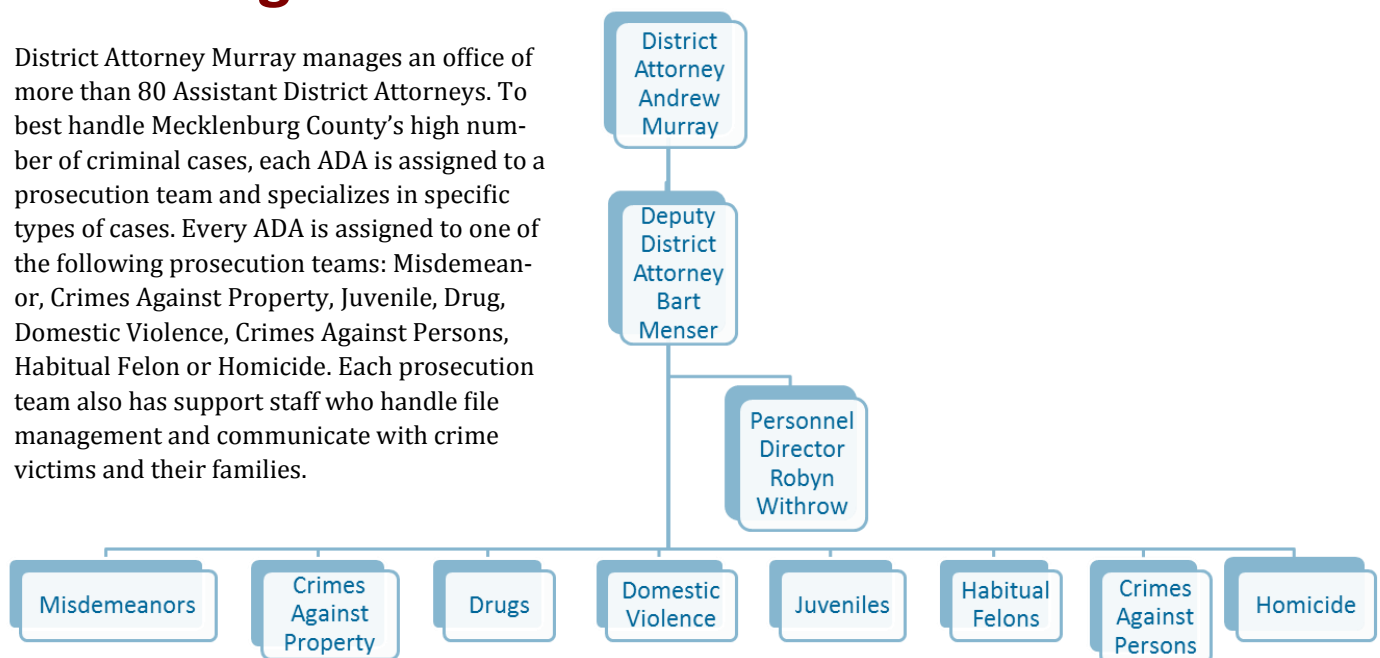 District Attorney Murray manages an office of
more than 80 Assistant District Attorneys. To
best handle Mecklenburg County’s high num-
ber of criminal cases, each ADA is assigned to a
prosecution team and specializes in specific
types of cases. Every ADA is assigned to one of
the following prosecution teams: Misdemean-
or, Crimes Against Property, Juvenile, Drug,
Domestic Violence, Crimes Against Persons,
Habitual Felon or Homicide. Each prosecution
team also has support staff who handle file
management and communicate with crime
victims and their families.
District
Attorney
Andrew
Murray
Deputy
District
Attorney
Bart
Menser
Personnel
Director
Robyn
Withrow
Misdemeanors
Crimes
Against
Property
Drugs
Domestic
Violence
Juveniles
Habitual
Felons
Crimes
Against
Persons
Homicide